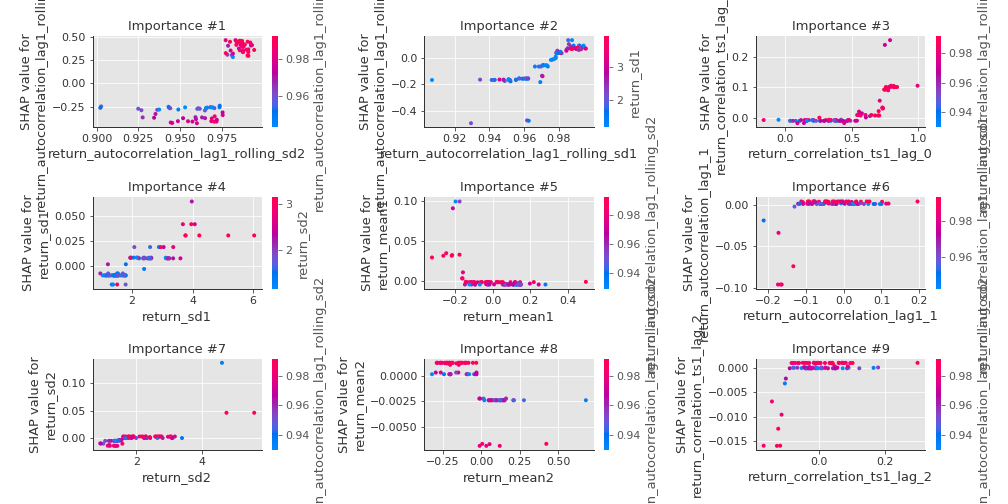 Importance #1
SHAP value for
return_autocorrelation_lag1_rolling_sd2
0.50
0.25
0.00
−0.25
0.900
0.925
0.950
0.975
return_autocorrelation_lag1_rolling_sd2
0.98
0.96
Importance #2
SHAP value for
return_autocorrelation_lag1_rolling_sd1
0.0
−0.2
−0.4
0.92
0.94
0.96
0.98
return_autocorrelation_lag1_rolling_sd1
3
2
return_sd1
Importance #3
SHAP value for
return_correlation_ts1_lag_0
0.2
0.1
0.0
0.0
0.5
1.0
return_correlation_ts1_lag_0
0.98
0.96
0.94
Importance #4
SHAP value for
return_sd1
0.050
0.025
0.000
2
4
6
return_sd1
3
2
return_sd2
Importance #5
SHAP value for
return_mean1
0.10
0.05
0.00
−0.2
0.0
0.2
0.4
return_mean1
0.98
0.96
0.94
return_autocorrelation_lag1_rolling_sd2
Importance #6
SHAP value for
return_autocorrelation_lag1_1
0.00
−0.05
−0.10
−0.2
−0.1
0.0
0.1
0.2
return_autocorrelation_lag1_1
0.98
0.96
Importance #7
SHAP value for
return_sd2
0.10
0.05
0.00
2
4
return_sd2
0.98
0.96
0.94
return_autocorrelation_lag1_rolling_sd2
Importance #8
SHAP value for
return_mean2
0.0000
−0.0025
−0.0050
−0.25
0.00
0.25
0.50
return_mean2
0.98
0.96
0.94
Importance #9
SHAP value for
return_correlation_ts1_lag_2
0.000
−0.005
−0.010
−0.015
0.0
0.2
return_correlation_ts1_lag_2
0.98
0.96
0.94